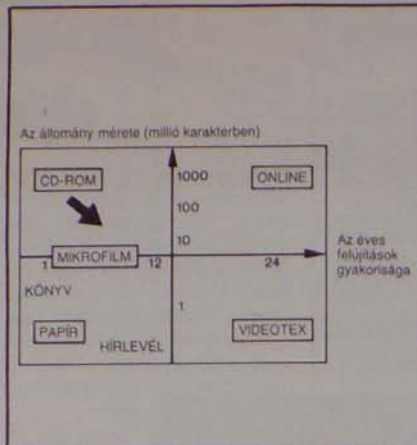 Az állomány mérete (millió karakterben)
CD-ROM
1000
ONLINE
100
10
Az éves
felújítások
gyakorisága
1
MIKROFILM
12
24
KÖNYV
1
PAPÍR
HÍRLEVÉL
VIDEOTEX